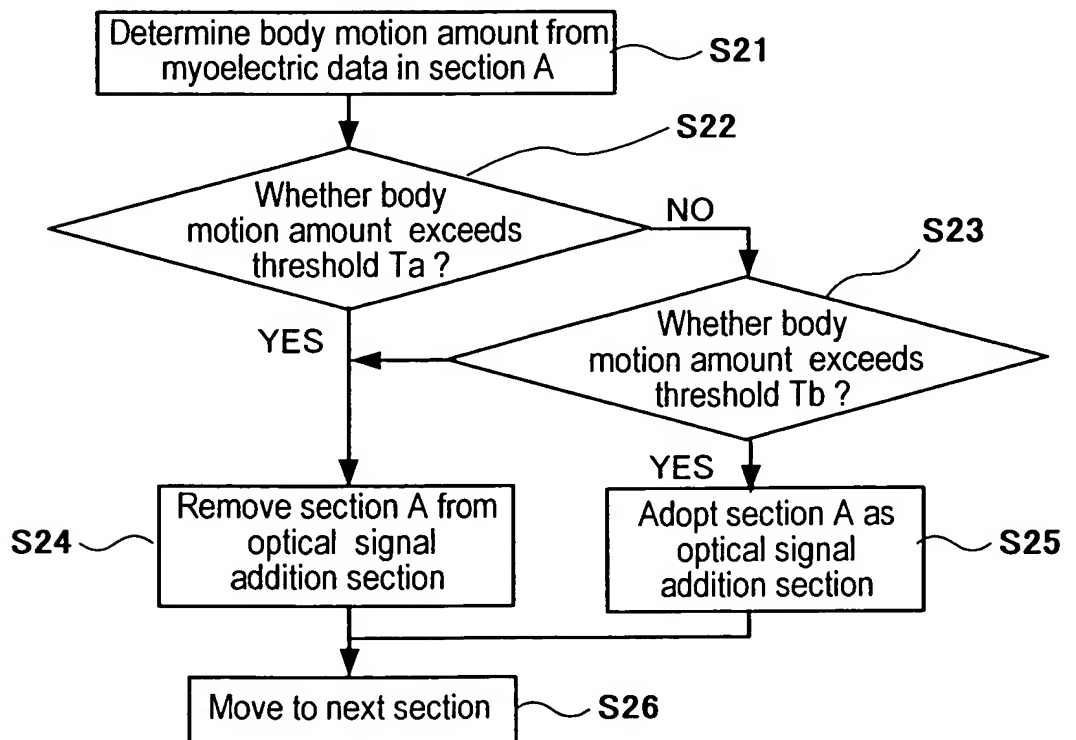 Determine body motion amount from
myoelectric data in section A
S21
S22
Whether body
motion amount exceeds
threshold Ta ?
NO
S23
YES
Whether body
motion amount exceeds
threshold Tb ?
YES
S24
Remove section A from
optical signal
addition section
Adopt section A as
optical signal
addition section
S25
Move to next section
S26